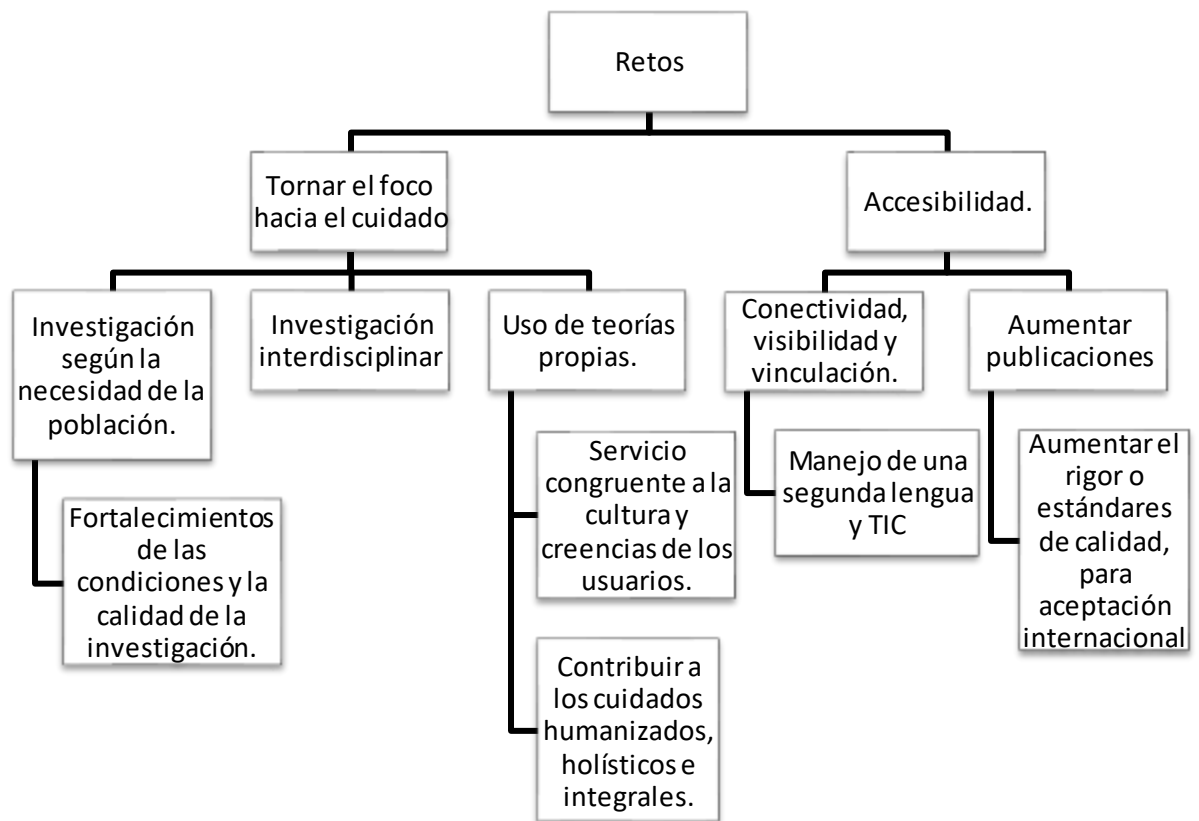 Retos
Tornar el foco
hacia el cuidado
Accesibilidad.
Investigación
según la
necesidad de la
población.
Investigación
interdisciplinar
Uso de teorías
propias.
Conectividad,
visibilidad y
vinculación.
Aumentar
publicaciones
Fortalecimientos
de las
condiciones y la
calidad de la
investigación.
Servicio
congruente a la
cultura y
creencias de los
usuarios.
Contribuir a
los cuidados
humanizados,
holísticos e
integrales.
Manejo de una
segunda lengua
y TIC
Aumentar el
rigor o
estándares
de calidad,
para
aceptación
internacional